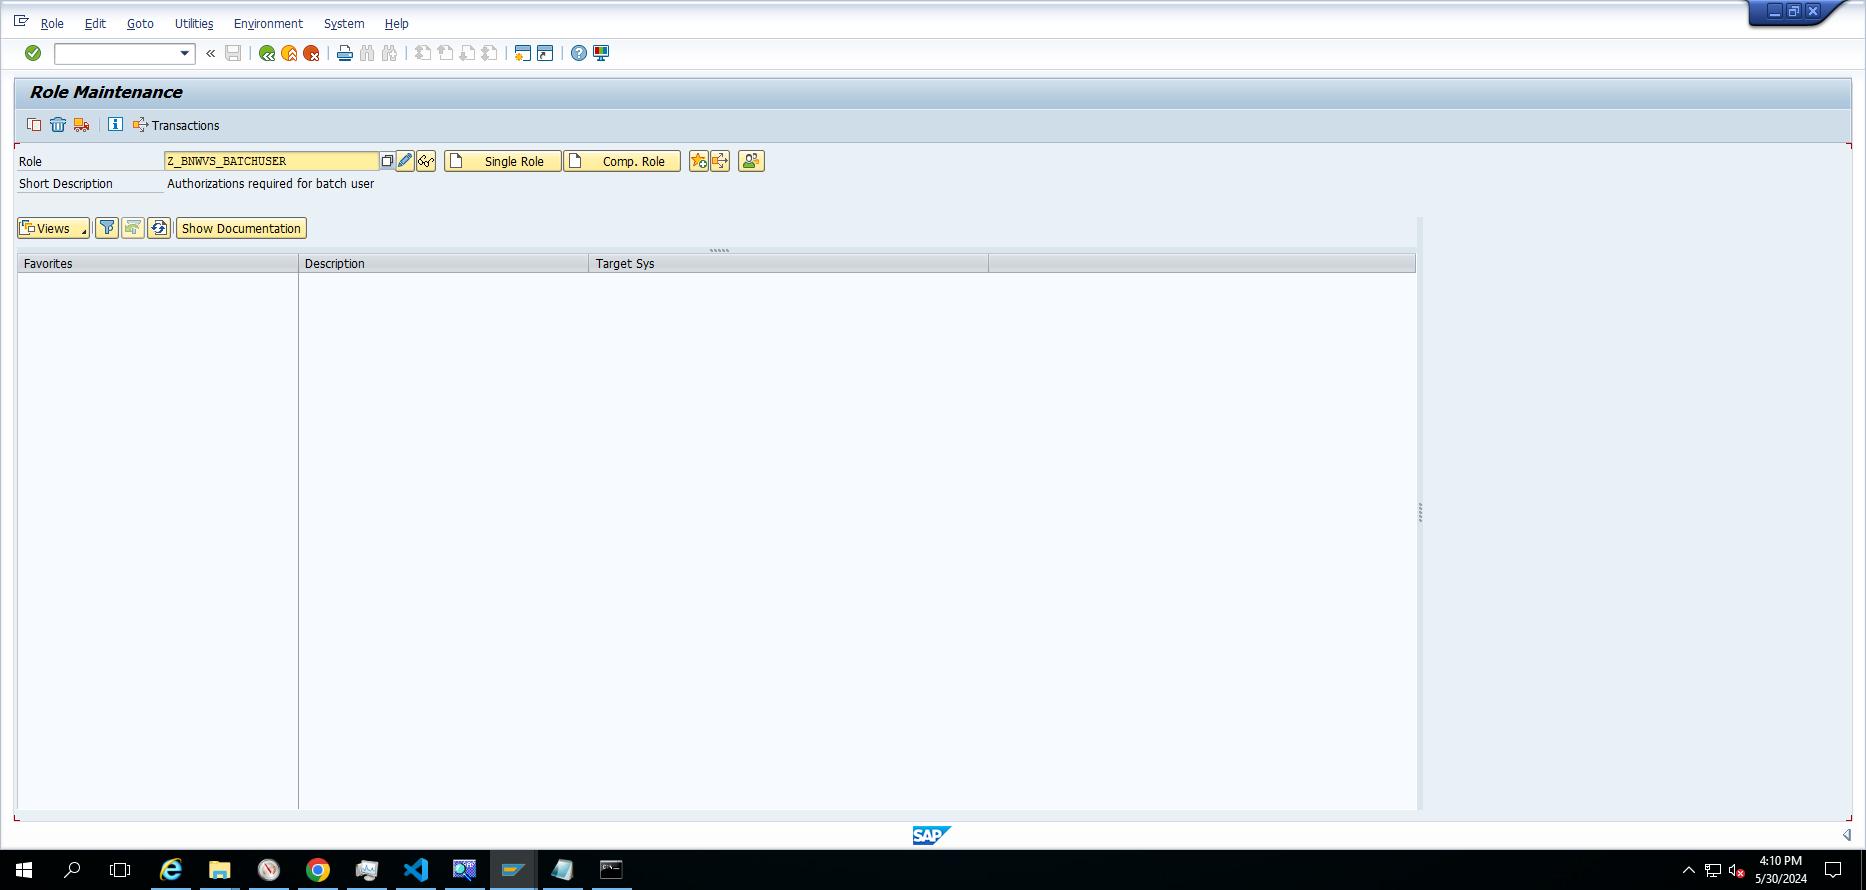 Role Edit Goto Utilities Environment System Help
Role Maintenance
Transactions
Role Z_BNWVS_BATCHUSER Single Role Comp. Role
Short Description Authorizations required for batch user
Views Show Documentation
Favorites Description Target Sys
SAP
4:10 PM
5/30/2024